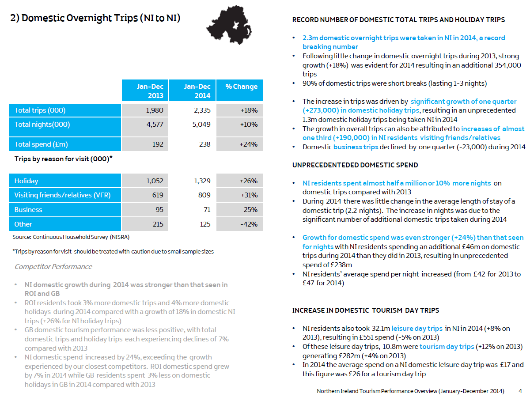 2) Domestic Overnight Trips (NI to NI)
Jan-Dec 2013 Jan-Dec 2014 % Change
Total trips (000) 1,980 2,335 +18%
Total nights(000) 4,577 5,049 +10%
Total spend (£m) 192 238 +24%
Trips by reason for visit (000)*
Holiday 1,052 1,329 +26%
Visiting friends/relatives (VFR) 619 809 +31%
Business 95 71 -25%
Other 215 125 -42%
Source: Continuous Household Survey (NISRA)
*Trips by reason for visit should be treated with caution due to small sample sizes
Competitor Performance
• NI domestic growth during 2014 was stronger than that seen in
ROI and GB
• ROI residents took 3% more domestic trips and 4% more domestic
holidays during 2014 compared with a growth of 18% in domestic NI
trips (+26% for NI holiday trips)
• GB domestic tourism performance was less positive, with total
domestic trips and holiday trips each experiencing declines of 7%
compared with 2013
• NI domestic spend increased by 24%, exceeding the growth
experienced by our closest competitors. ROI domestic spend grew
by 7% in 2014 while GB residents spent 3% less on domestic
holidays in GB in 2014 compared with 2013
RECORD NUMBER OF DOMESTIC TOTAL TRIPS AND HOLIDAY TRIPS
• 2.3m domestic overnight trips were taken in NI in 2014, a record
breaking number
• Following little change in domestic overnight trips during 2013, strong
growth (+18%) was evident for 2014 resulting in an additional 354,000
trips
• 90% of domestic trips were short breaks (lasting 1-3 nights)
• The increase in trips was driven by significant growth of one quarter
(+273,000) in domestic holiday trips, resulting in an unprecedented
1.3m domestic holiday trips being taken NI in 2014
• The growth in overall trips can also be attributed to increases of almost
one third (+190,000) in NI residents visiting friends/relatives
• Domestic business trips declined by one quarter (-23,000) during 2014
UNPRECEDENTEDED DOMESTIC SPEND
• NI residents spent almost half a million or 10% more nights on
domestic trips compared with 2013
• During 2014 there was little change in the average length of stay of a
domestic trip (2.2 nights). The increase in nights was due to the
significant number of additional domestic trips taken during 2014
• Growth for domestic spend was even stronger (+24%) than that seen
for nights with NI residents spending an additional £46m on domestic
trips during 2014 than they did in 2013, resulting in unprecedented
spend of £238m
• NI residents' average spend per night increased (from £42 for 2013 to
£47 for 2014)
INCREASE IN DOMESTIC TOURISM DAY TRIPS
• NI residents also took 32.1m leisure day trips in NI in 2014 (+8% on
2013), resulting in £551m spend (-5% on 2013)
• Of these leisure day trips, 10.8m were tourism day trips (+12% on 2013)
generating £282m (-4% on 2013)
• In 2014 the average spend on a NI domestic leisure day trip was £17 and
this figure was £26 for a tourism day trip
Northern Ireland Tourism Performance Overview (January-December 2014) 4